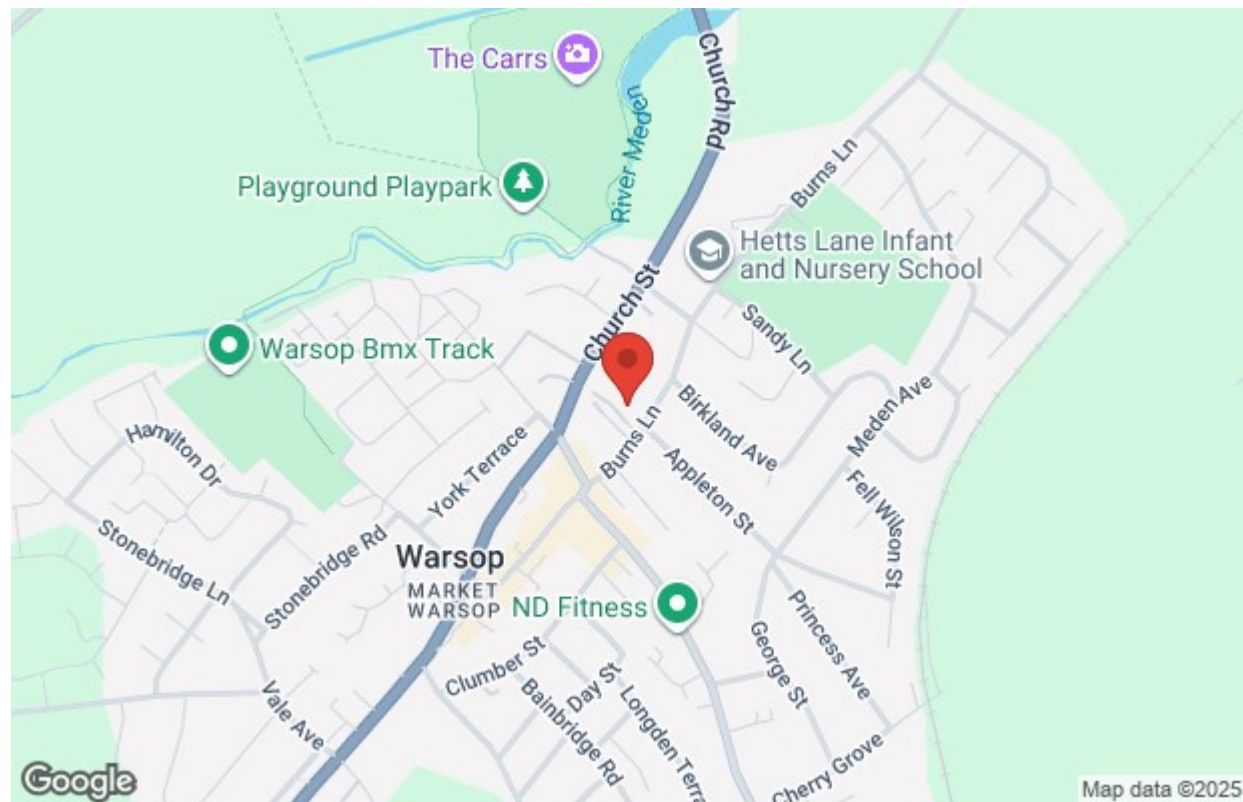 The Carrs
Church Rd
River Meden
Playground Playpark
Burns Ln
Hetts Lane Infant
and Nursery School
Church St
Sandy Ln
Warsop Bmx Track
Birkland Ave
Meden Ave
Hamilton Dr
York Terrace
Burns Ln
Appleton St
Fell Wilson St
Stonebridge Ln
Stonebridge Rd
Warsop
MARKET
WARSOP
ND Fitness
Princess Ave
George St
Clumber St
Day St
Vale Ave
Bainbridge Rd
Longden Terra
Cherry Grove
Google
Map data ©2025